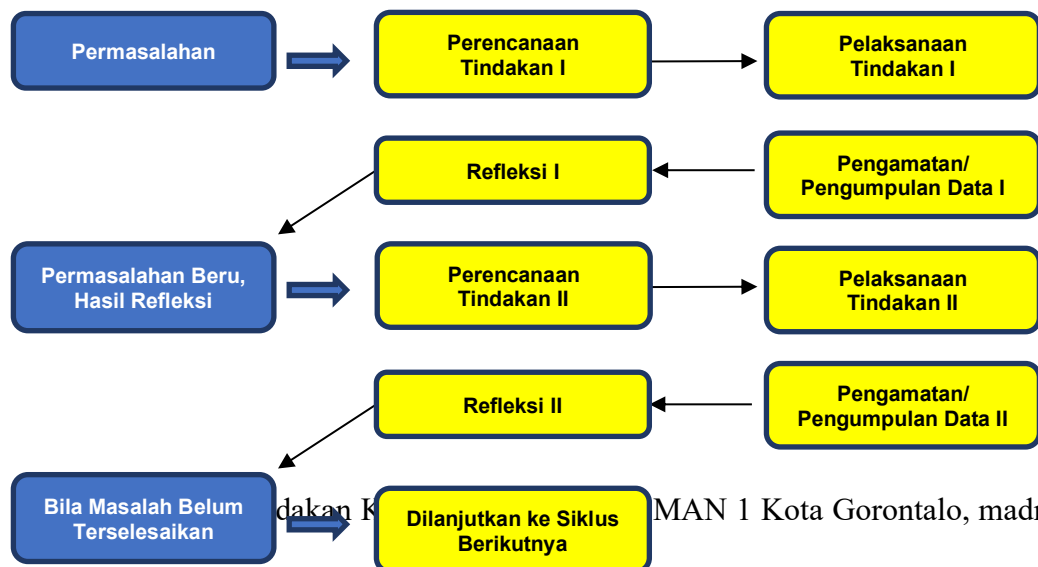 Permasalahan
Perencanaan
Tindakan I
Pelaksanaan
Tindakan I
Refleksi I
Pengamatan/
Pengumpulan Data I
Permasalahan Beru,
Hasil Refleksi
Perencanaan
Tindakan II
Pelaksanaan
Tindakan II
Refleksi II
Pengamatan/
Pengumpulan Data II
Bila Masalah Belum
Terselesaikan
Dilanjutkan ke Siklus
Berikutnya
MAN 1 Kota Gorontalo,